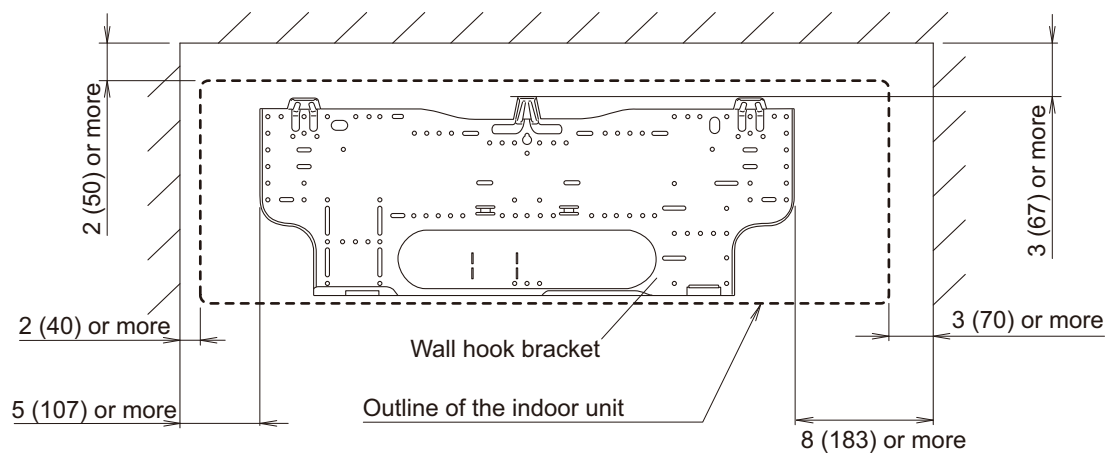 2 (50) or more
3 (67) or more
2 (40) or more
3 (70) or more
Wall hook bracket
5 (107) or more
Outline of the indoor unit
8 (183) or more